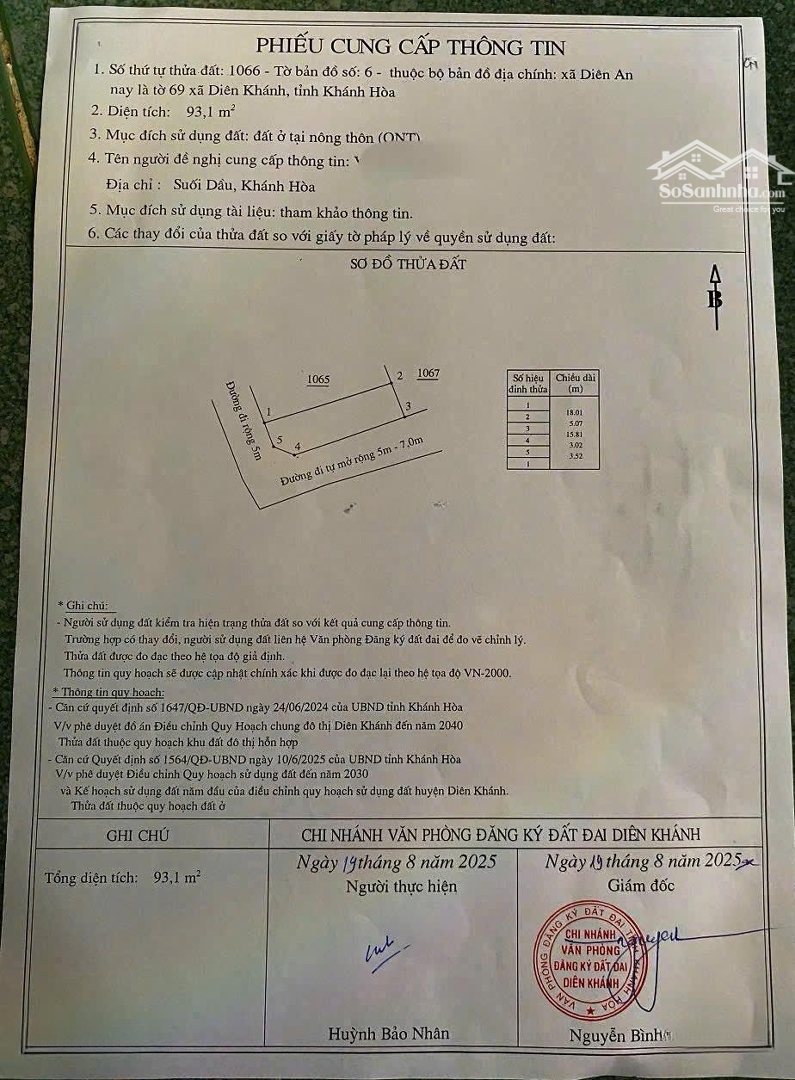 PHIẾU CUNG CẤP THÔNG TIN
1. Số thứ tự thửa đất: 1066 - Tờ bản đồ số: 6 - thuộc bộ bản đồ địa chính: xã Diên An
nay là tờ 69 xã Diên Khánh, tỉnh Khánh Hòa
2. Diện tích: 93,1 m²
3. Mục đích sử dụng đất: đất ở tại nông thôn (ONT)
4. Tên người đề nghị cung cấp thông tin:
Địa chỉ : Suối Dầu, Khánh Hòa
5. Mục đích sử dụng tài liệu: tham khảo thông tin.
6. Các thay đổi của thửa đất so với giấy tờ pháp lý về quyền sử dụng đất:
SoSanhnha.com
Great choice for you
SƠ ĐỒ THỬA ĐẤT
B
1065
2
1067
1
3
5
4
Đường đi rộng 5m
Đường đi tự mở rộng 5m - 7,0m
Số hiệu đỉnh thửa
Chiều dài (m)
1
18.01
2
5.07
3
15.81
4
3.02
5
3.52
1
* Ghi chú:
- Người sử dụng đất kiểm tra hiện trạng thửa đất so với kết quả cung cấp thông tin.
Trường hợp có thay đổi, người sử dụng đất liên hệ Văn phòng Đăng ký đất đai để đo vẽ chỉnh lý.
Thửa đất được đo đạc theo hệ tọa độ giả định.
Thông tin quy hoạch sẽ được cập nhật chính xác khi được đo đạc lại theo hệ tọa độ VN-2000.
* Thông tin quy hoạch:
- Căn cứ quyết định số 1647/QĐ-UBND ngày 24/06/2024 của UBND tỉnh Khánh Hòa
V/v phê duyệt đồ án Điều chỉnh Quy Hoạch chung đô thị Diên Khánh đến năm 2040
Thửa đất thuộc quy hoạch khu đất đô thị hỗn hợp
- Căn cứ Quyết định số 1564/QĐ-UBND ngày 10/6/2025 của UBND tỉnh Khánh Hòa
V/v phê duyệt Điều chỉnh Quy hoạch sử dụng đất đến năm 2030
và Kế hoạch sử dụng đất năm đầu của điều chỉnh quy hoạch sử dụng đất huyện Diên Khánh.
Thửa đất thuộc quy hoạch đất ở
GHI CHÚ
CHI NHÁNH VĂN PHÒNG ĐĂNG KÝ ĐẤT ĐAI DIÊN KHÁNH
Tổng diện tích: 93,1 m²
Ngày 19 tháng 8 năm 2025
Người thực hiện
Huỳnh Bảo Nhân
Ngày 19 tháng 8 năm 2025
Giám đốc
VĂN PHÒNG ĐĂNG KÝ ĐẤT ĐAI TỈNH KHÁNH HÒA
CHI NHÁNH
VĂN PHÒNG
ĐĂNG KÝ ĐẤT ĐAI
DIÊN KHÁNH
Nguyễn Bình